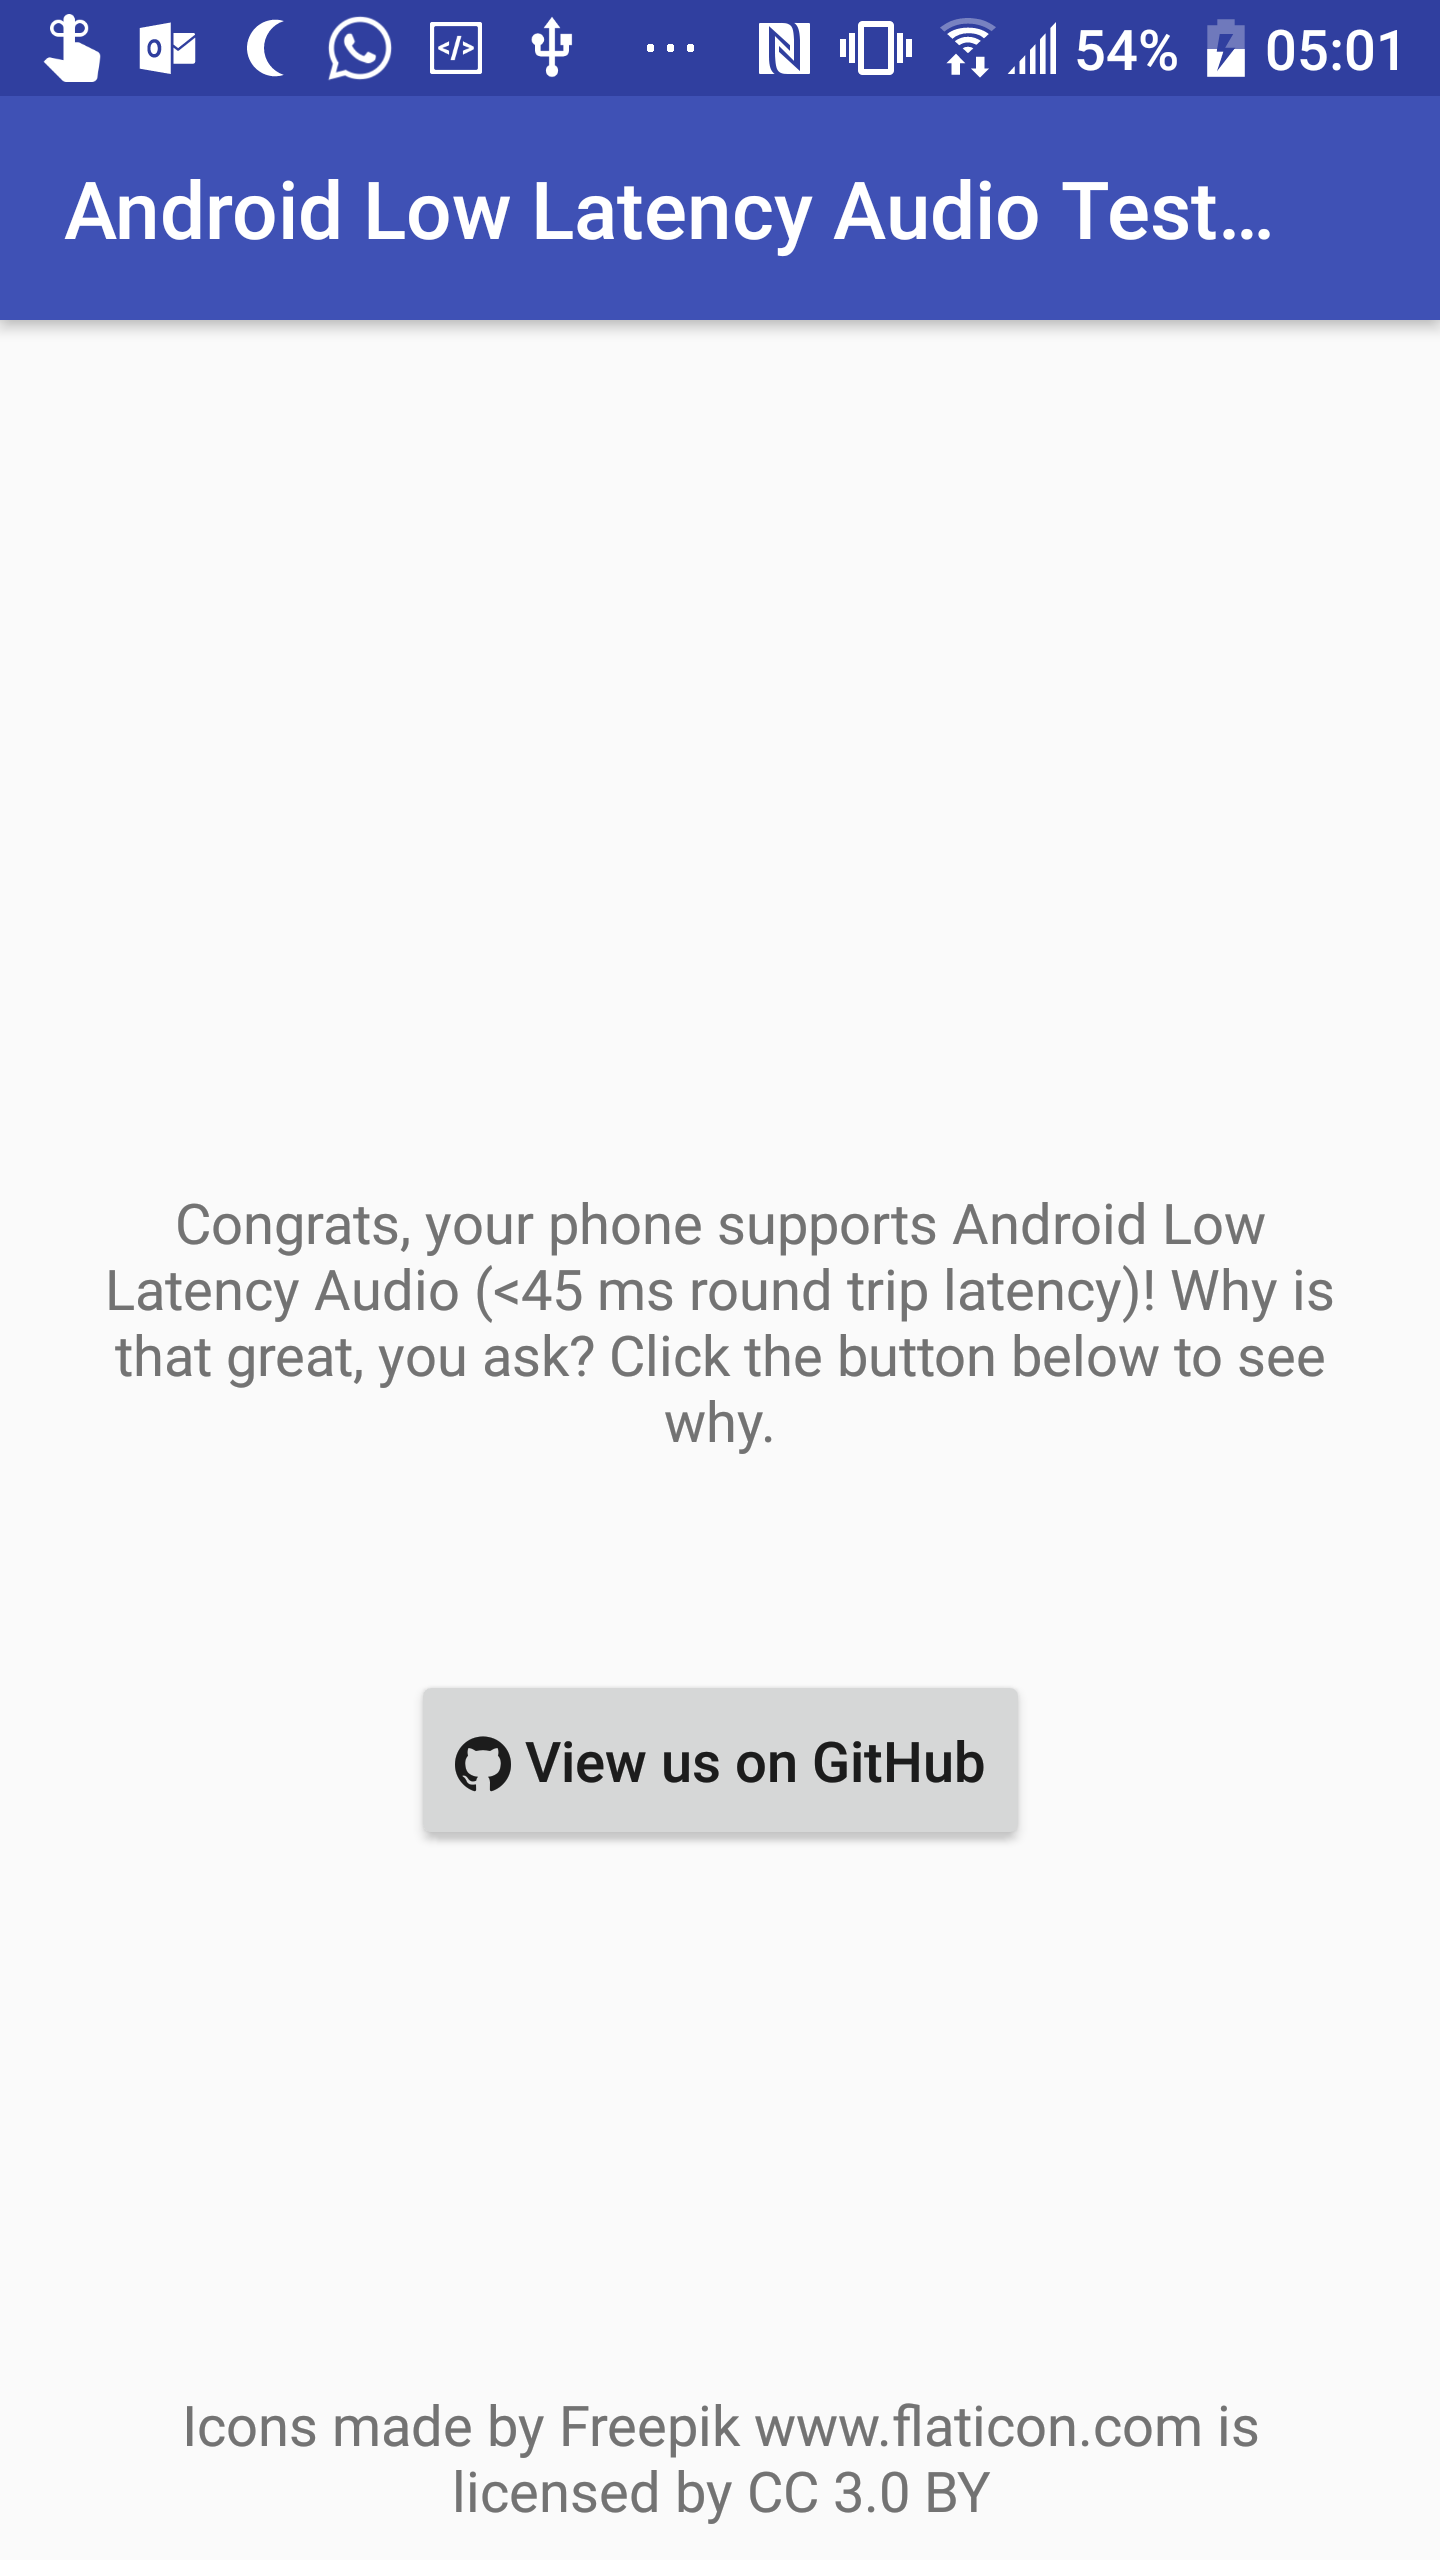 54% 05:01
Android Low Latency Audio Test...
Congrats, your phone supports Android Low
Latency Audio (<45 ms round trip latency)! Why is
that great, you ask? Click the button below to see
why.
View us on GitHub
Icons made by Freepik www.flaticon.com is
licensed by CC 3.0 BY